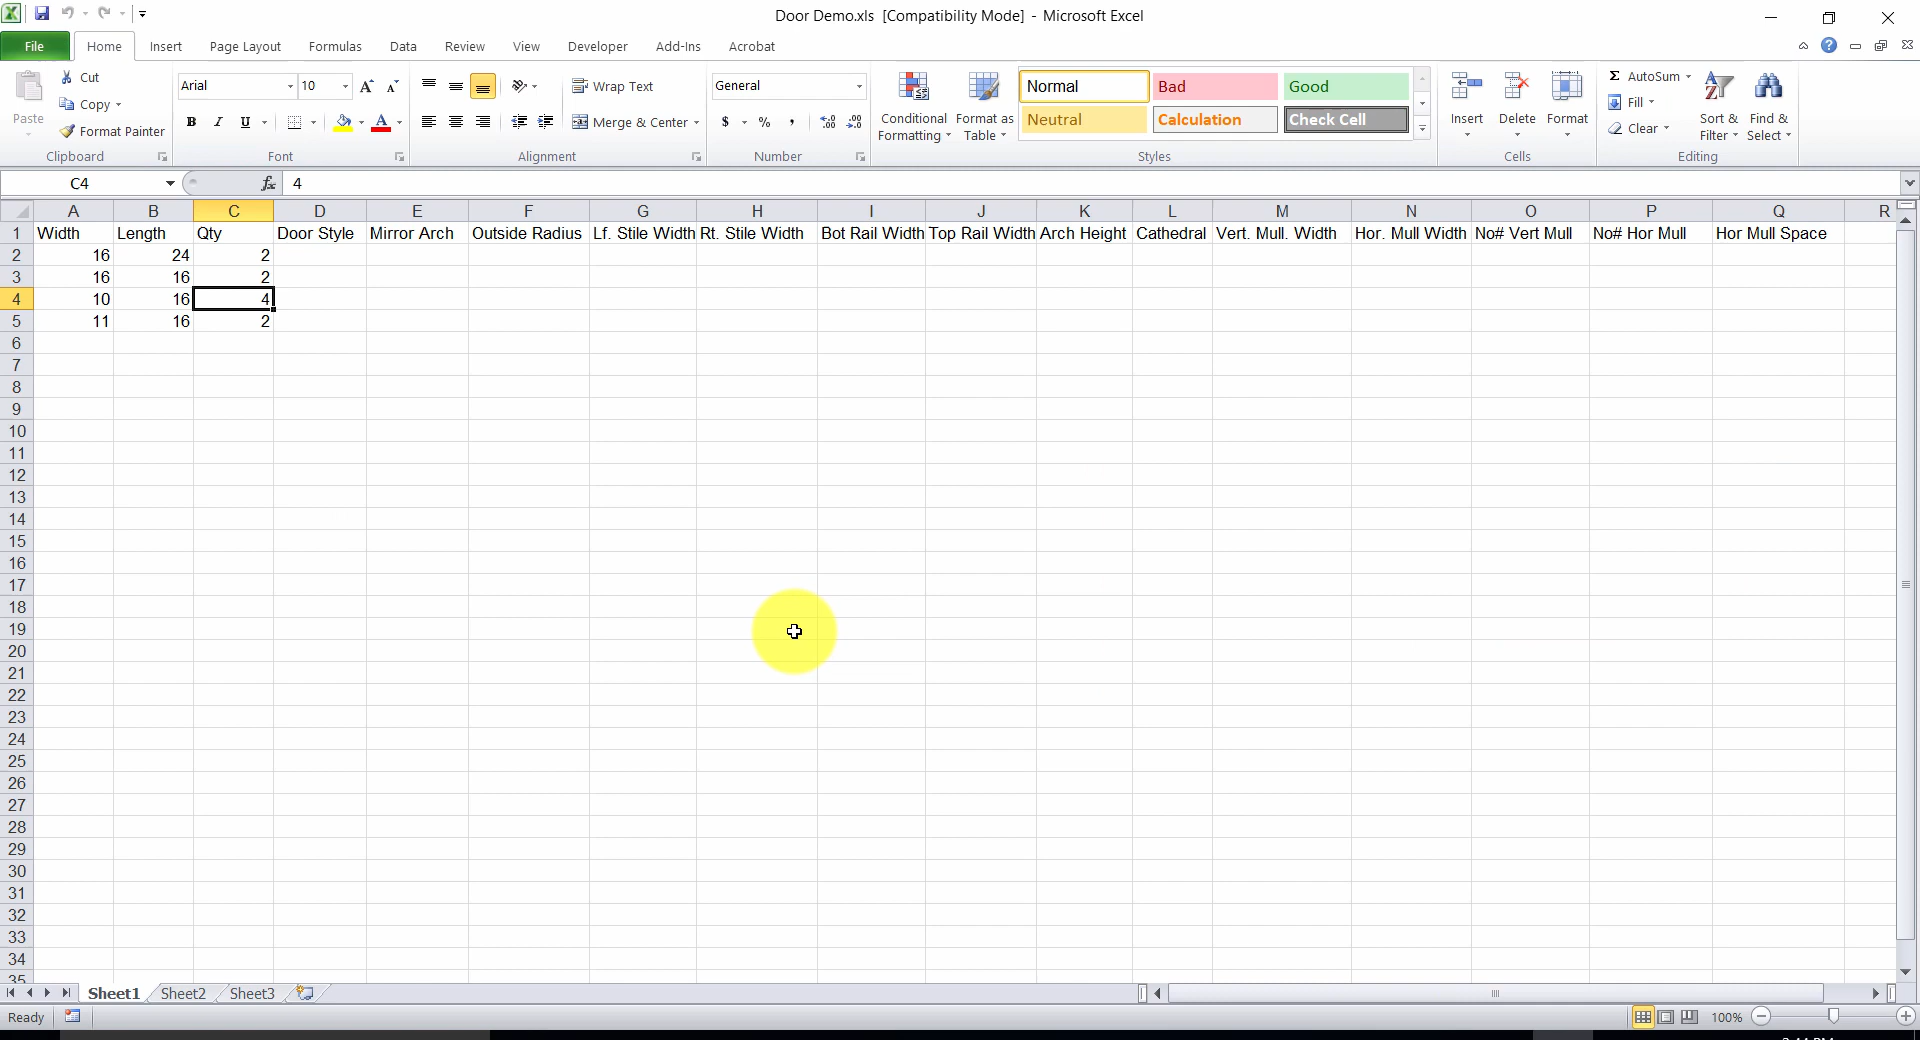 Door Demo.xls [Compatibility Mode] - Microsoft Excel
File Home Insert Page Layout Formulas Data Review View Developer Add-Ins Acrobat
Paste
Cut
Copy
Format Painter
Clipboard
Arial 10
B I U
Font
Wrap Text
Merge & Center
Alignment
General
$ % ,
Number
Conditional Formatting
Format as Table
Normal Bad Good
Neutral Calculation Check Cell
Styles
Insert Delete Format
Cells
Σ AutoSum
Fill
Clear
Sort & Filter
Find & Select
Editing
C4 fx 4
A B C D E F G H I J K L M N O P Q R
1 Width Length Qty Door Style Mirror Arch Outside Radius Lf. Stile Width Rt. Stile Width Bot Rail Width Top Rail Width Arch Height Cathedral Vert. Mull. Width Hor. Mull Width No# Vert Mull No# Hor Mull Hor Mull Space
2 16 24 2
3 16 16 2
4 10 16 4
5 11 16 2
6
7
8
9
10
11
12
13
14
15
16
17
18
19
20
21
22
23
24
25
26
27
28
29
30
31
32
33
34
35
Sheet1 Sheet2 Sheet3
Ready 100%